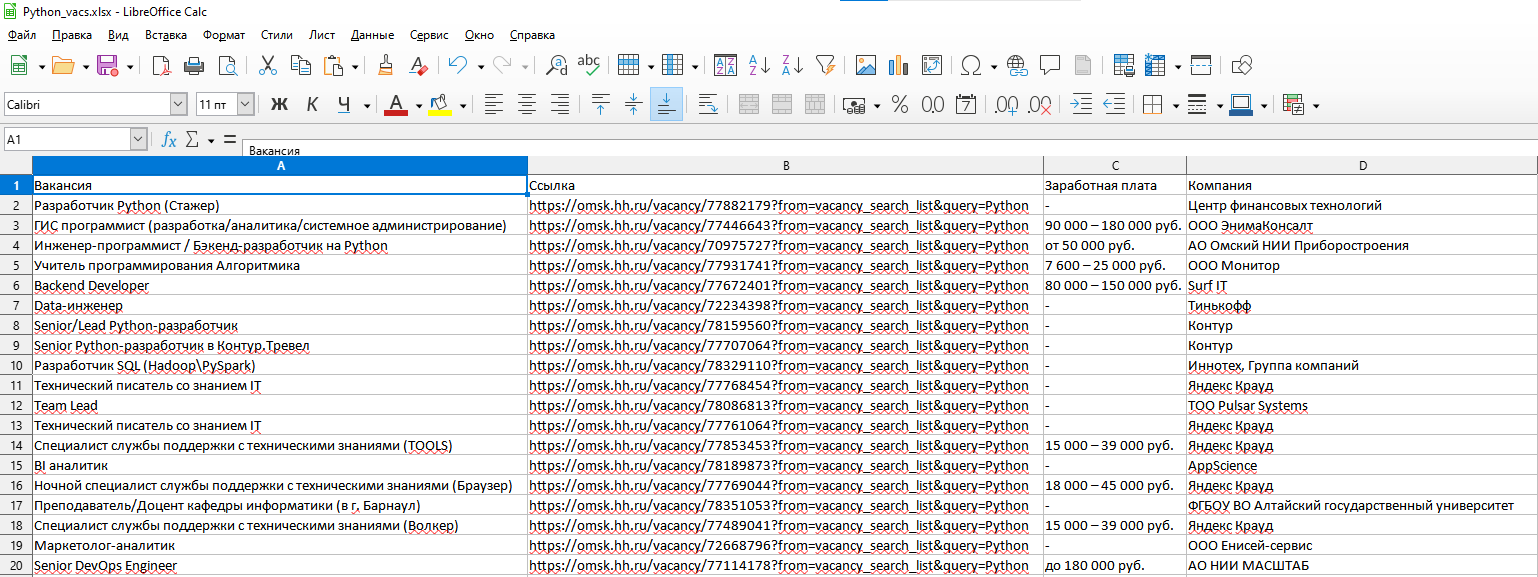 Python_vacs.xlsx - LibreOffice Calc
Файл Правка Вид Вставка Формат Стили Лист Данные Сервис Окно Справка
Calibri 11 пт Ж К Ч
A1 Вакансия
A B C D
1 Вакансия Ссылка Заработная плата Компания
2 Разработчик Python (Стажер) https://omsk.hh.ru/vacancy/77882179?from=vacancy_search_list&query=Python - Центр финансовых технологий
3 ГИС программист (разработка/аналитика/системное администрирование) https://omsk.hh.ru/vacancy/77446643?from=vacancy_search_list&query=Python 90 000 – 180 000 руб. ООО ЭнимаКонсалт
4 Инженер-программист / Бэкенд-разработчик на Python https://omsk.hh.ru/vacancy/70975727?from=vacancy_search_list&query=Python от 50 000 руб. АО Омский НИИ Приборостроения
5 Учитель программирования Алгоритмика https://omsk.hh.ru/vacancy/77931741?from=vacancy_search_list&query=Python 7 600 – 25 000 руб. ООО Монитор
6 Backend Developer https://omsk.hh.ru/vacancy/77672401?from=vacancy_search_list&query=Python 80 000 – 150 000 руб. Surf IT
7 Data-инженер https://omsk.hh.ru/vacancy/72234398?from=vacancy_search_list&query=Python - Тинькофф
8 Senior/Lead Python-разработчик https://omsk.hh.ru/vacancy/78159560?from=vacancy_search_list&query=Python - Контур
9 Senior Python-разработчик в Контур.Тревел https://omsk.hh.ru/vacancy/77707064?from=vacancy_search_list&query=Python - Контур
10 Разработчик SQL (Hadoop\PySpark) https://omsk.hh.ru/vacancy/78329110?from=vacancy_search_list&query=Python - Иннотех, Группа компаний
11 Технический писатель со знанием IT https://omsk.hh.ru/vacancy/77768454?from=vacancy_search_list&query=Python - Яндекс Крауд
12 Team Lead https://omsk.hh.ru/vacancy/78086813?from=vacancy_search_list&query=Python - ТОО Pulsar Systems
13 Технический писатель со знанием IT https://omsk.hh.ru/vacancy/77761064?from=vacancy_search_list&query=Python - Яндекс Крауд
14 Специалист службы поддержки с техническими знаниями (TOOLS) https://omsk.hh.ru/vacancy/77853453?from=vacancy_search_list&query=Python 15 000 – 39 000 руб. Яндекс Крауд
15 BI аналитик https://omsk.hh.ru/vacancy/78189873?from=vacancy_search_list&query=Python - AppScience
16 Ночной специалист службы поддержки с техническими знаниями (Браузер) https://omsk.hh.ru/vacancy/77769044?from=vacancy_search_list&query=Python 18 000 – 45 000 руб. Яндекс Крауд
17 Преподаватель/Доцент кафедры информатики (в г. Барнаул) https://omsk.hh.ru/vacancy/78351053?from=vacancy_search_list&query=Python - ФГБОУ ВО Алтайский государственный университет
18 Специалист службы поддержки с техническими знаниями (Волкер) https://omsk.hh.ru/vacancy/77489041?from=vacancy_search_list&query=Python 15 000 – 39 000 руб. Яндекс Крауд
19 Маркетолог-аналитик https://omsk.hh.ru/vacancy/72668796?from=vacancy_search_list&query=Python - ООО Енисей-сервис
20 Senior DevOps Engineer https://omsk.hh.ru/vacancy/77114178?from=vacancy_search_list&query=Python до 180 000 руб. АО НИИ МАСШТАБ